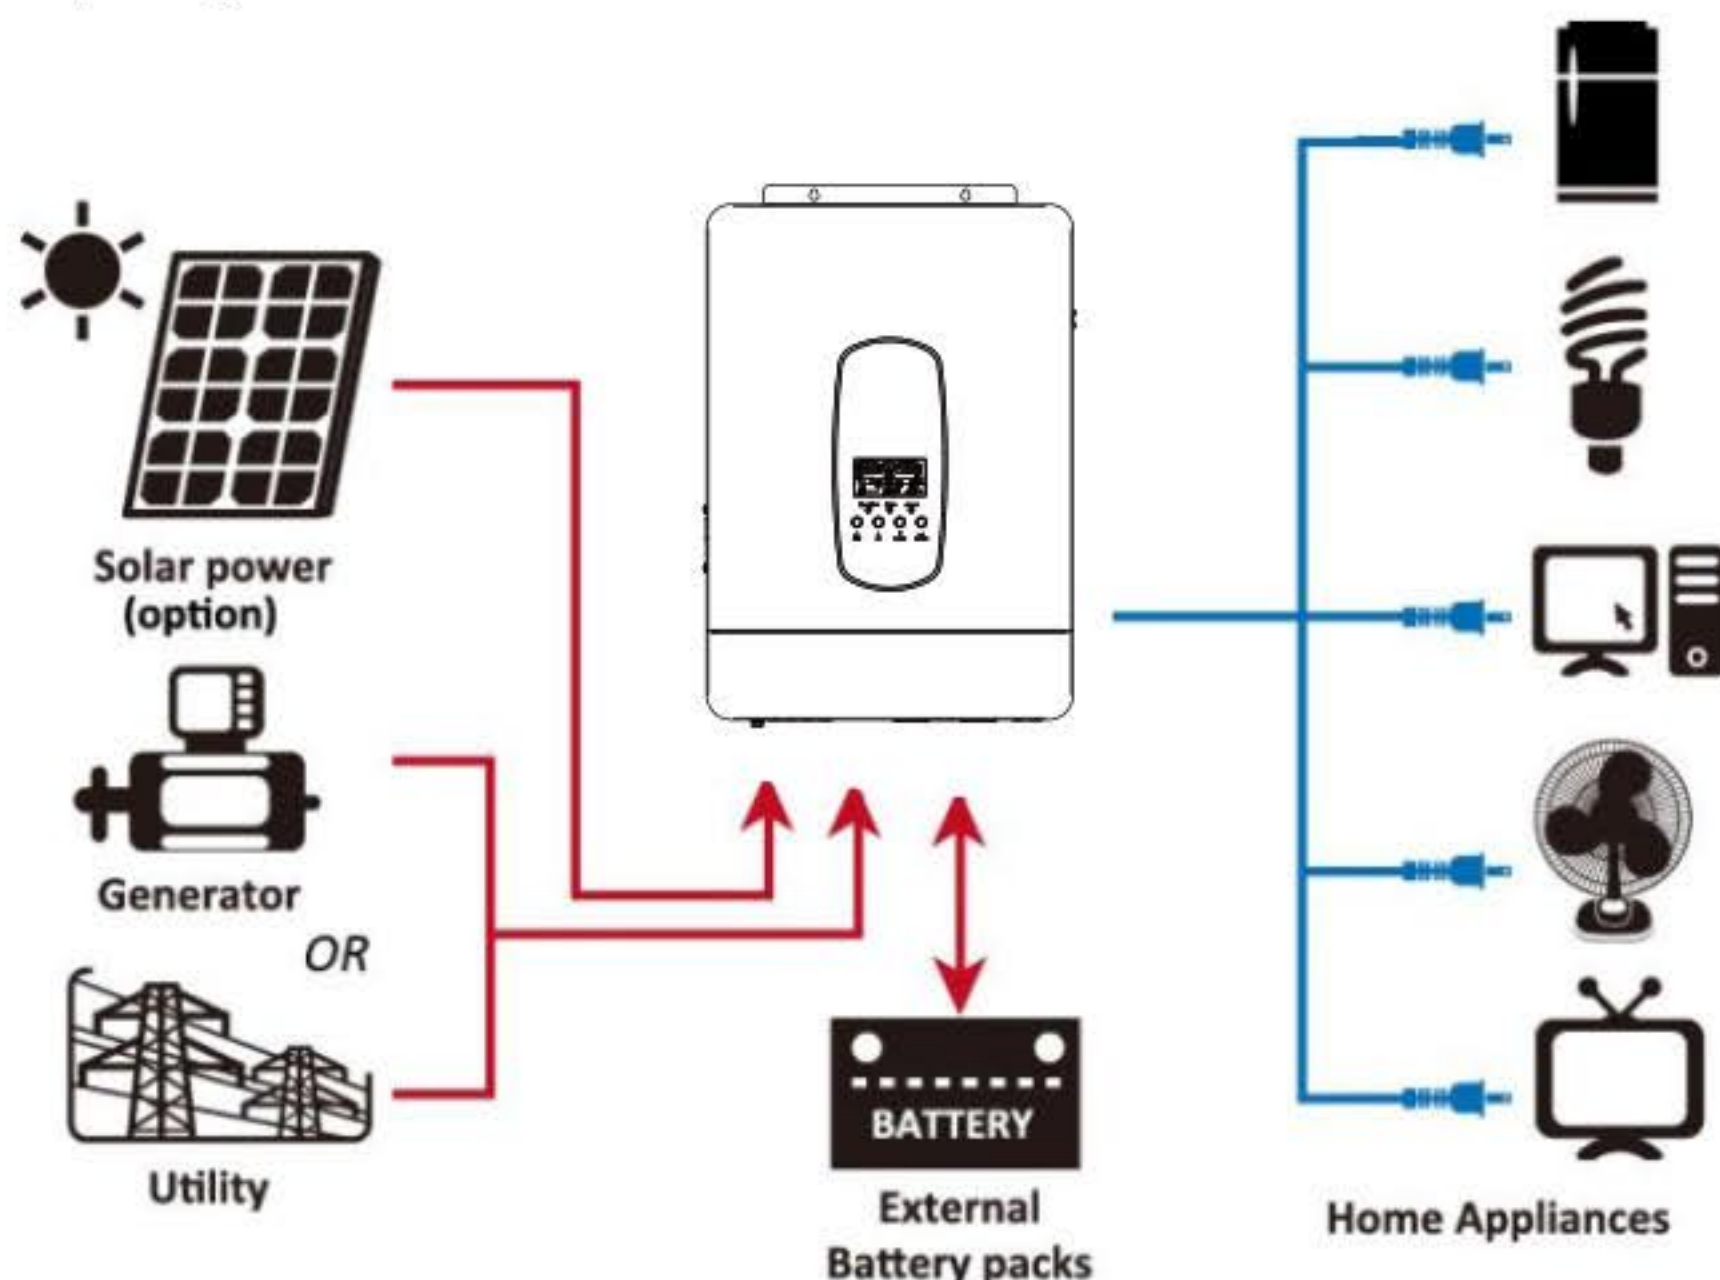 Solar power
(option)
Generator
OR
Utility
BATTERY
External
Battery packs
Home Appliances